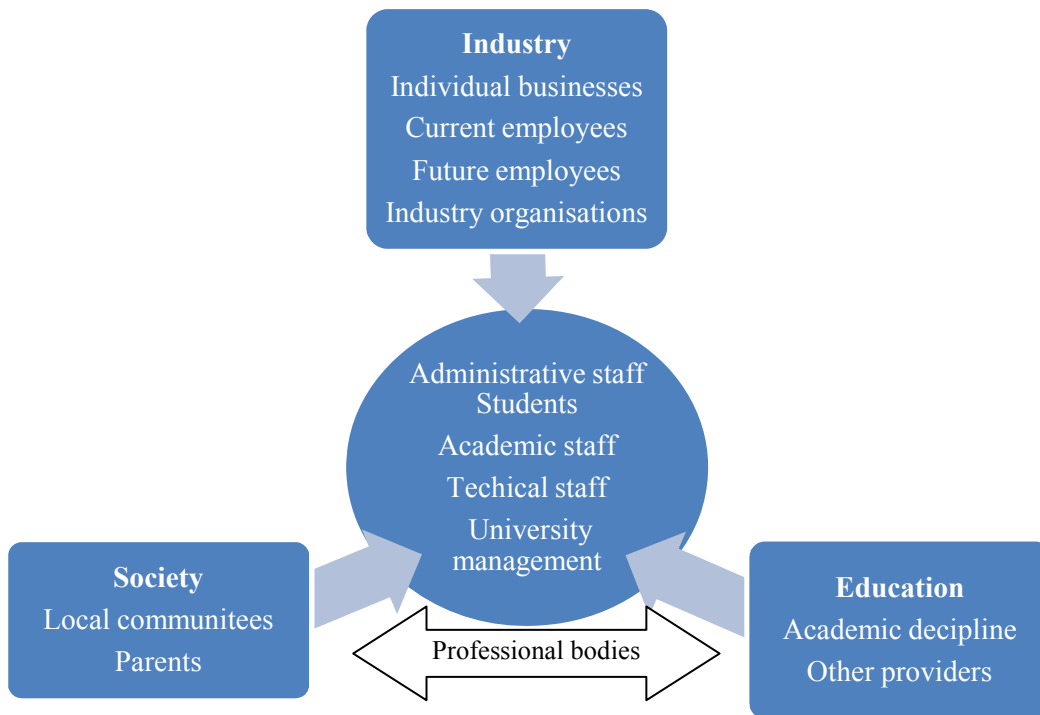 Industry
Individual businesses
Current employees
Future employees
Industry organisations
Administrative staff
Students
Academic staff
Techical staff
University
management
Society
Local communitees
Parents
Professional bodies
Education
Academic decipline
Other providers